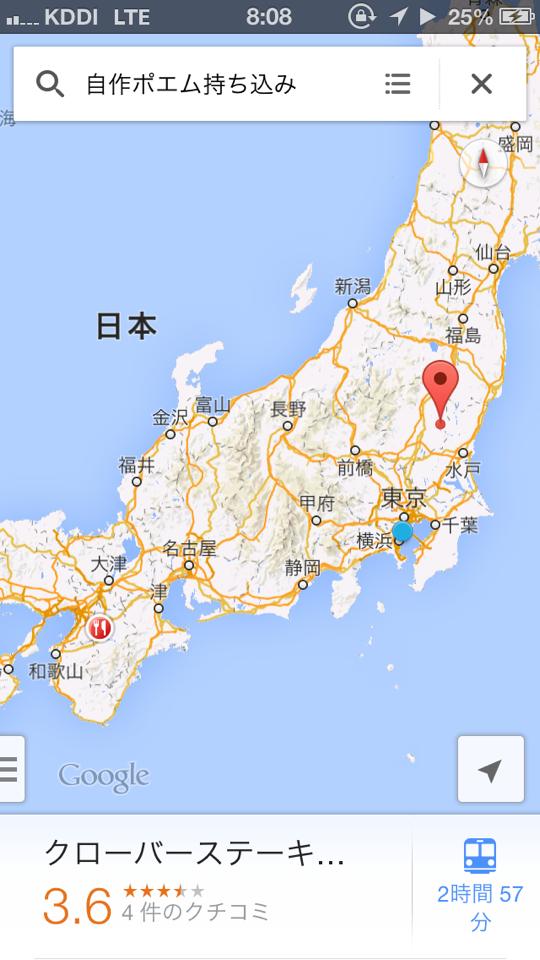 KDDI LTE 8:08 25%
自作ポエム持ち込み
海
盛岡
仙台
山形
新潟
福島
日本
富山
長野
金沢
前橋
水戸
福井
甲府
東京
千葉
横浜
名古屋
大津
静岡
津
和歌山
Google
クローバーステーキ...
3.6
4 件のクチコミ
2時間 57
分